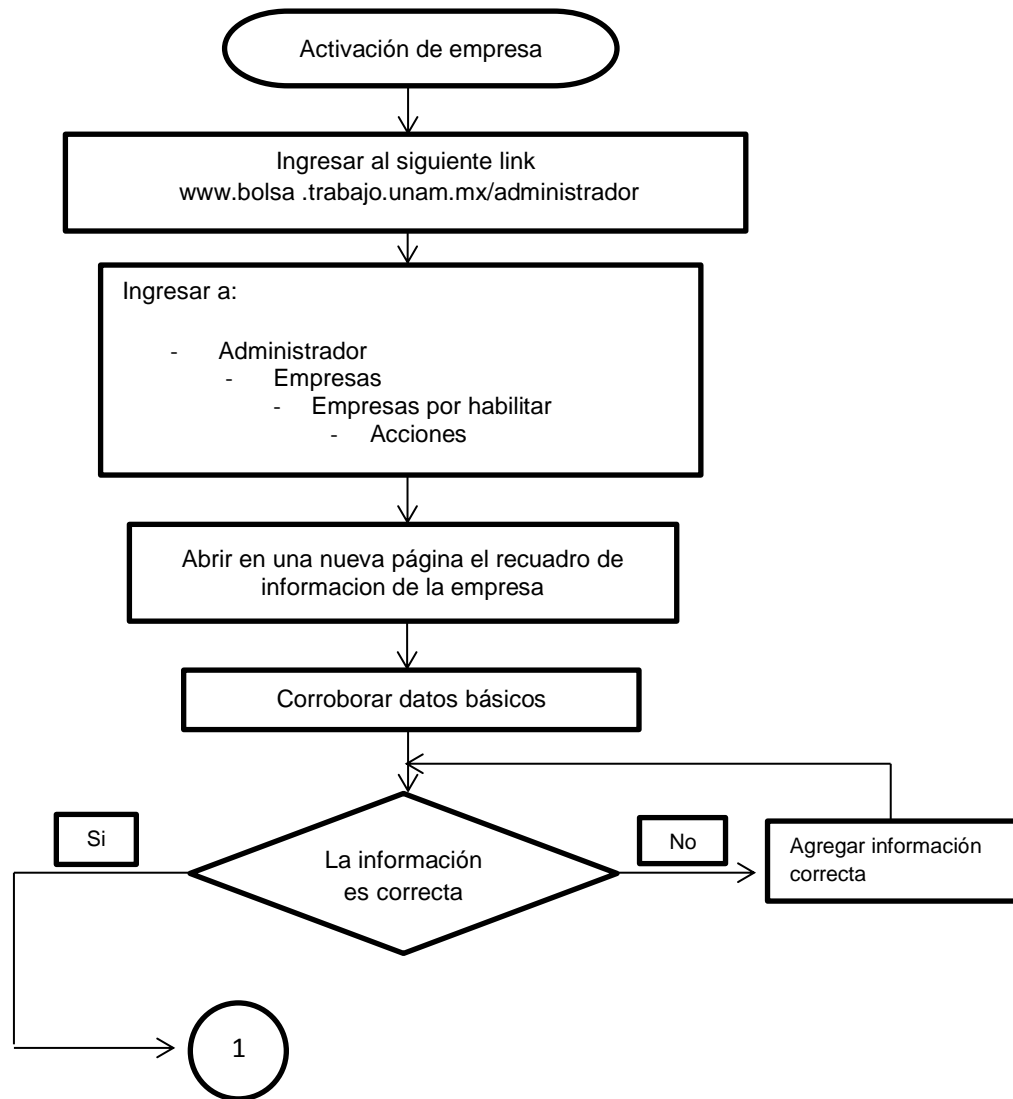 Activación de empresa
Ingresar al siguiente link
www.bolsa .trabajo.unam.mx/administrador
Ingresar a:
- Administrador
- Empresas
- Empresas por habilitar
- Acciones
Abrir en una nueva página el recuadro de
informacion de la empresa
Corroborar datos básicos
Si
La información
es correcta
No
Agregar información
correcta
1